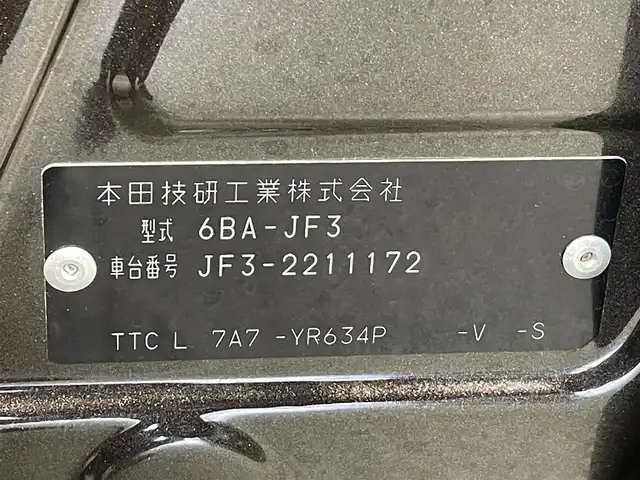 本田技研工業株式会社
型式 6BA-JF3
車台番号 JF3-2211172
TTC L 7A7 -YR634P -V -S